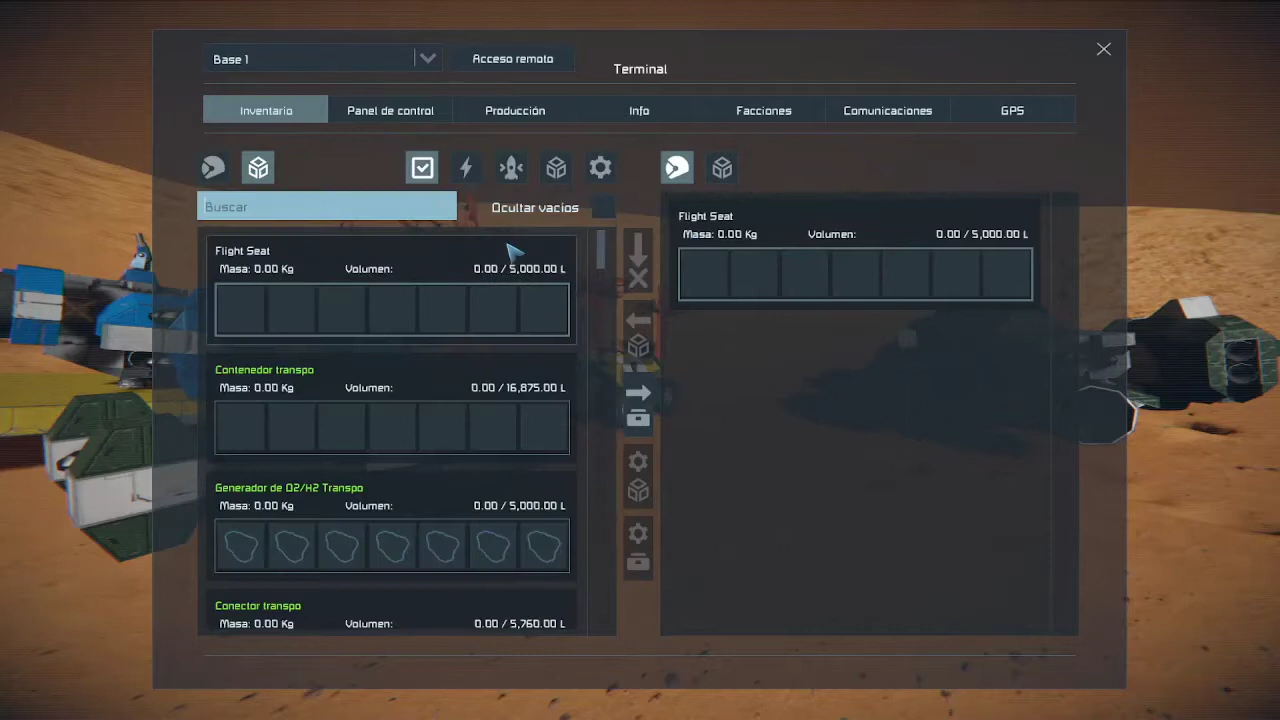 Base 1
Acceso remoto
Terminal
Inventario
Panel de control
Producción
Info
Facciones
Comunicaciones
GPS
Buscar
Ocultar vacíos
Flight Seat
Masa: 0.00 Kg Volumen: 0.00 / 5,000.00 L
Contenedor transpo
Masa: 0.00 Kg Volumen: 0.00 / 16,875.00 L
Generador de O2/H2 Transpo
Masa: 0.00 Kg Volumen: 0.00 / 5,000.00 L
Conector transpo
Masa: 0.00 Kg Volumen: 0.00 / 5,760.00 L
Flight Seat
Masa: 0.00 Kg Volumen: 0.00 / 5,000.00 L